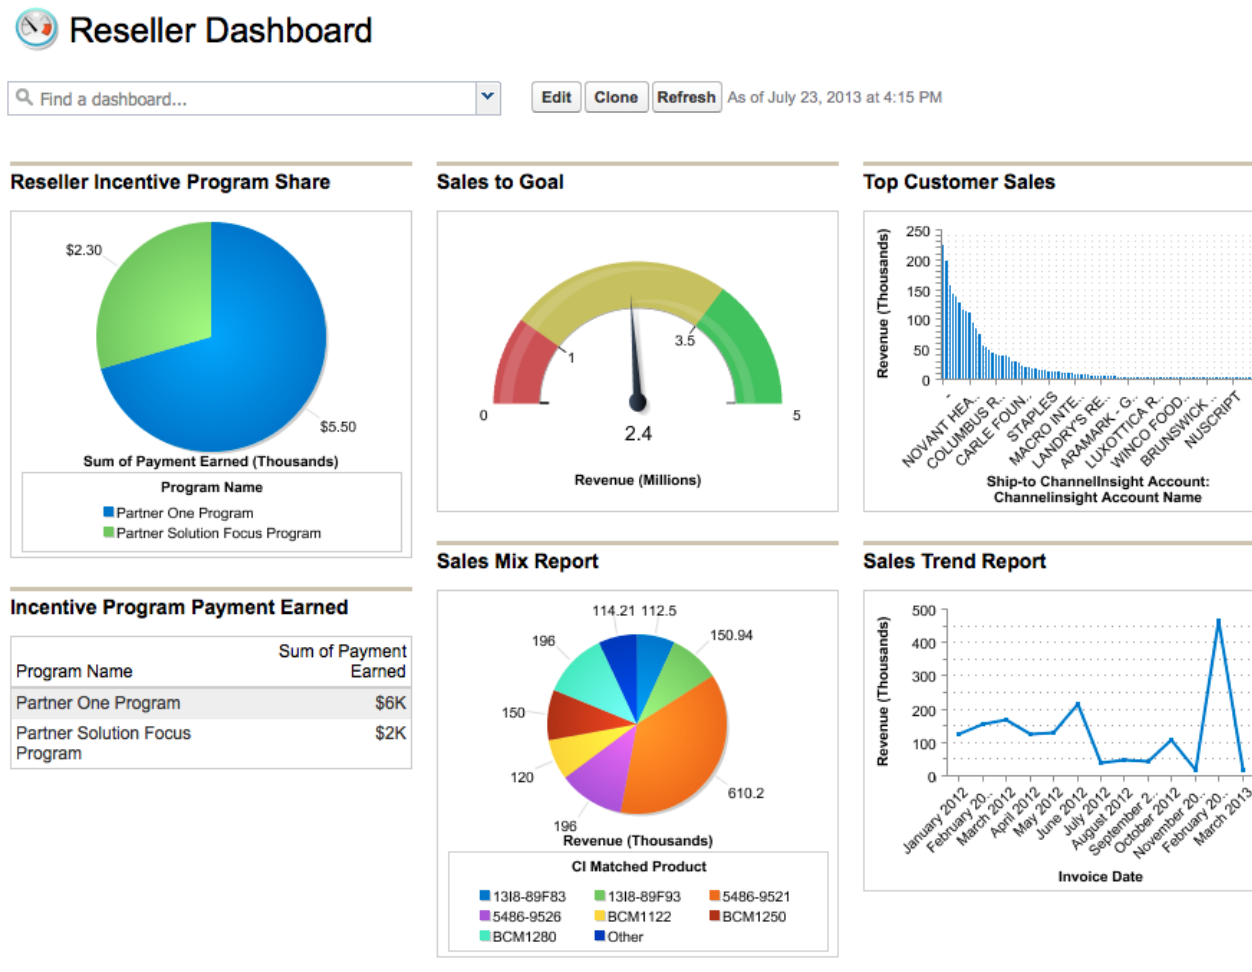 Reseller Dashboard
Find a dashboard...
Edit Clone Refresh As of July 23, 2013 at 4:15 PM
Reseller Incentive Program Share
$2.30
$5.50
Sum of Payment Earned (Thousands)
Program Name
Partner One Program
Partner Solution Focus Program
Incentive Program Payment Earned
Program Name Sum of Payment
Earned
Partner One Program $6K
Partner Solution Focus $2K
Program
Sales to Goal
0
1
3.5
5
2.4
Revenue (Millions)
Sales Mix Report
114.21 112.5
196 150.94
150
120
610.2
196
Revenue (Thousands)
CI Matched Product
13I8-89F83 13I8-89F93 5486-9521
5486-9526 BCM1122 BCM1250
BCM1280 Other
Top Customer Sales
Revenue (Thousands)
250
200
150
100
50
0
-
NOVANT HEA..
COLUMBUS R..
CARLE FOUN..
STAPLES
MACRO INTE..
LANDRY'S RE..
ARAMARK - G..
LUXOTTICA R..
WINCO FOOD..
BRUNSWICK ..
NUSCRIPT
Ship-to ChannelInsight Account:
Channelinsight Account Name
Sales Trend Report
Revenue (Thousands)
500
400
300
200
100
0
January 2012
February 20..
March 2012
April 2012
May 2012
June 2012
July 2012
August 2012
September 2..
October 2012
November 20..
February 20..
March 2013
Invoice Date